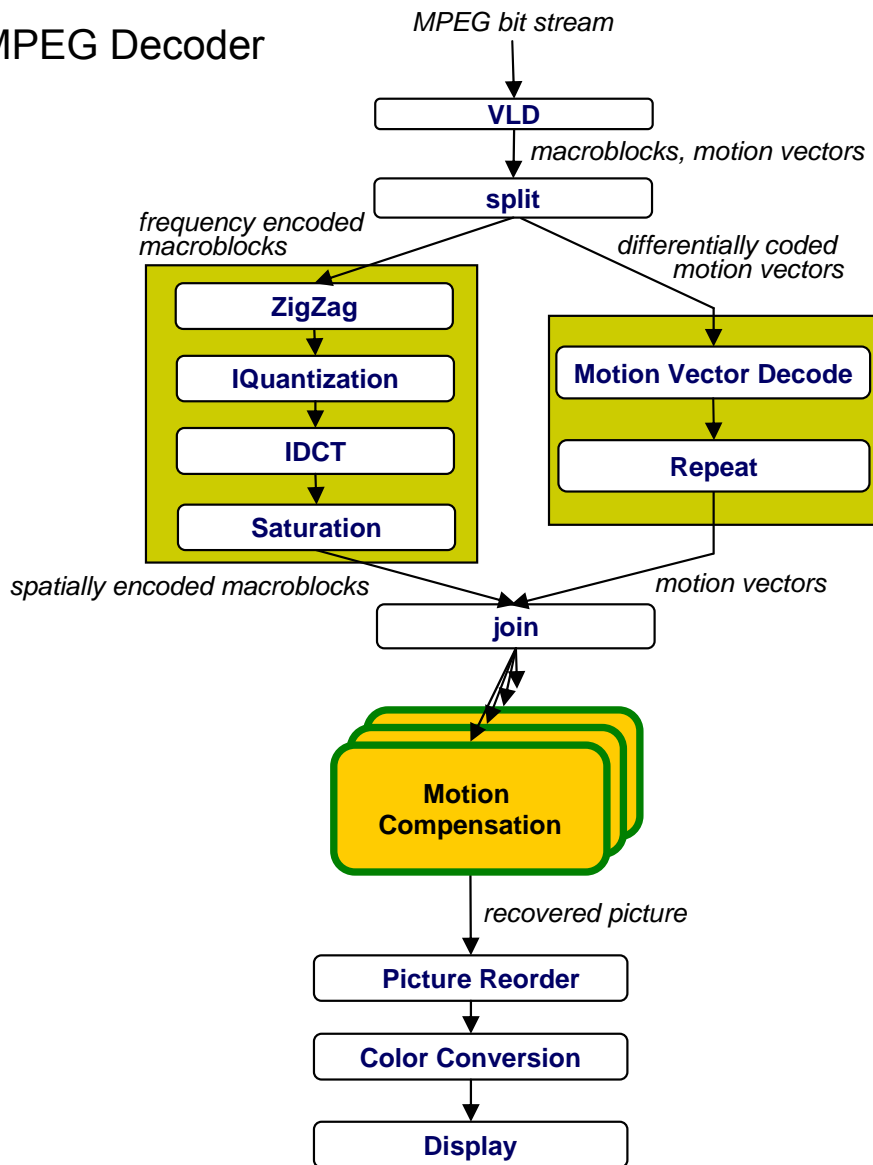 MPEG Decoder
MPEG bit stream
VLD
macroblocks, motion vectors
split
frequency encoded
macroblocks
differentially coded
motion vectors
ZigZag
IQuantization
IDCT
Saturation
Motion Vector Decode
Repeat
spatially encoded macroblocks
motion vectors
join
Motion
Compensation
recovered picture
Picture Reorder
Color Conversion
Display